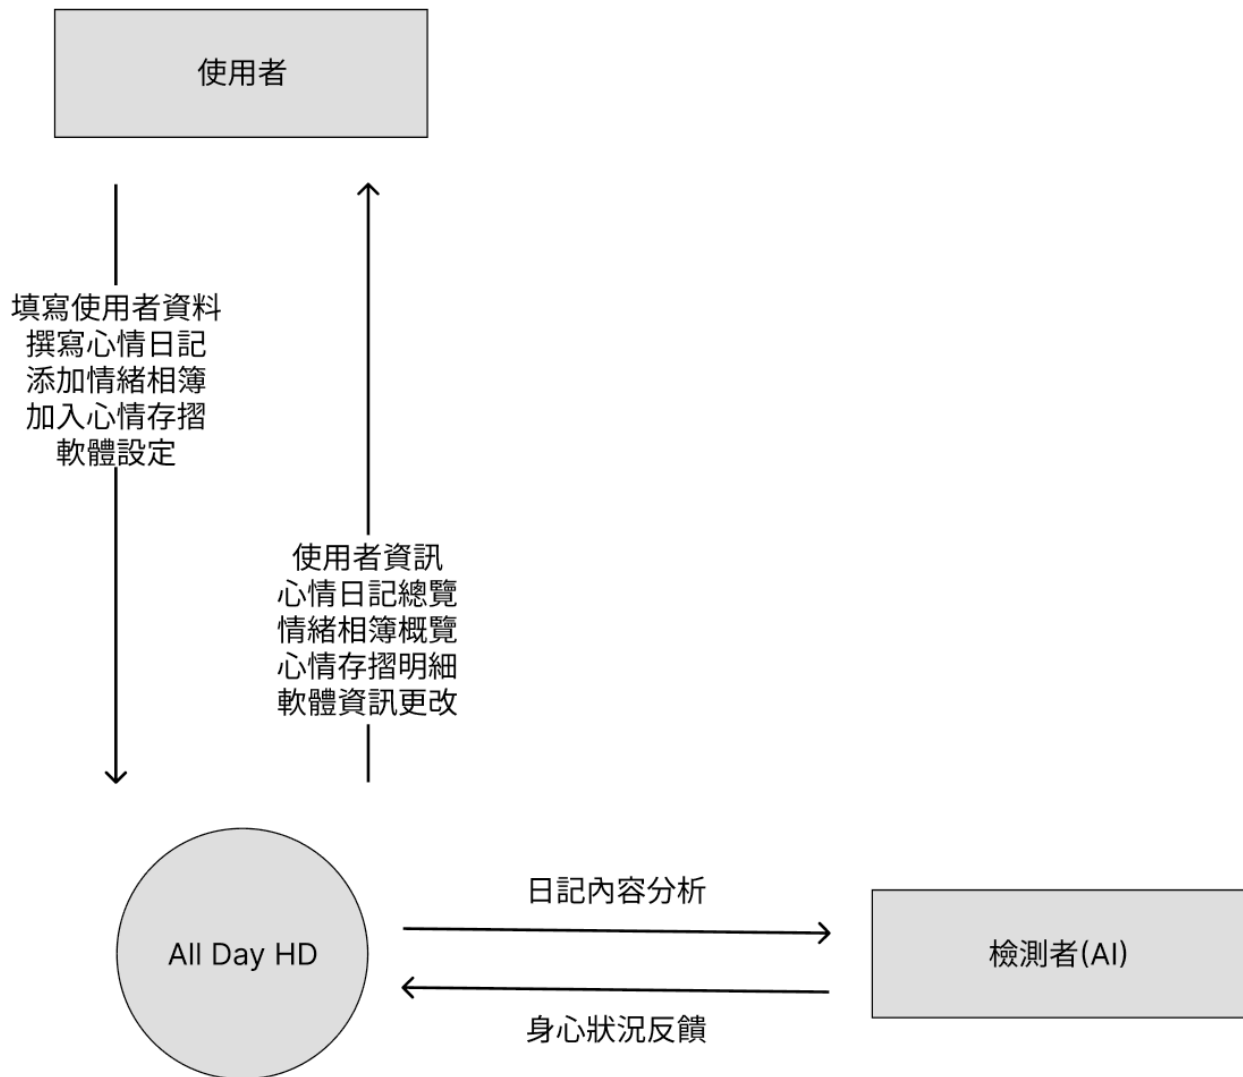 使用者
填寫使用者資料
撰寫心情日記
添加情緒相簿
加入心情存摺
軟體設定
使用者資訊
心情日記總覽
情緒相簿概覽
心情存摺明細
軟體資訊更改
日記內容分析
All Day HD
檢測者(AI)
身心狀況反饋